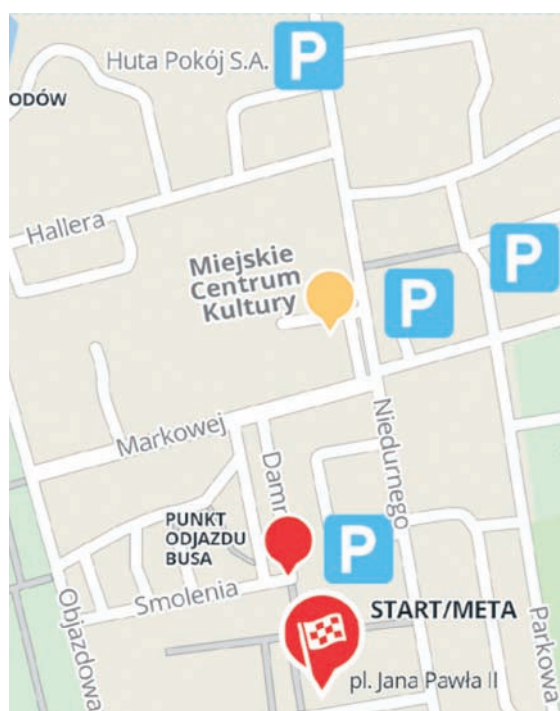 Huta Pokój S.A.
P
ODÓW
Hallera
Miejskie
Centrum
Kultury
P
P
Markowej
Niedurnego
Damr
PUNKT
ODJAZDU
BUSA
P
Smolenia
START/META
Objazdowa
Parkowa
pl. Jana Pawła II